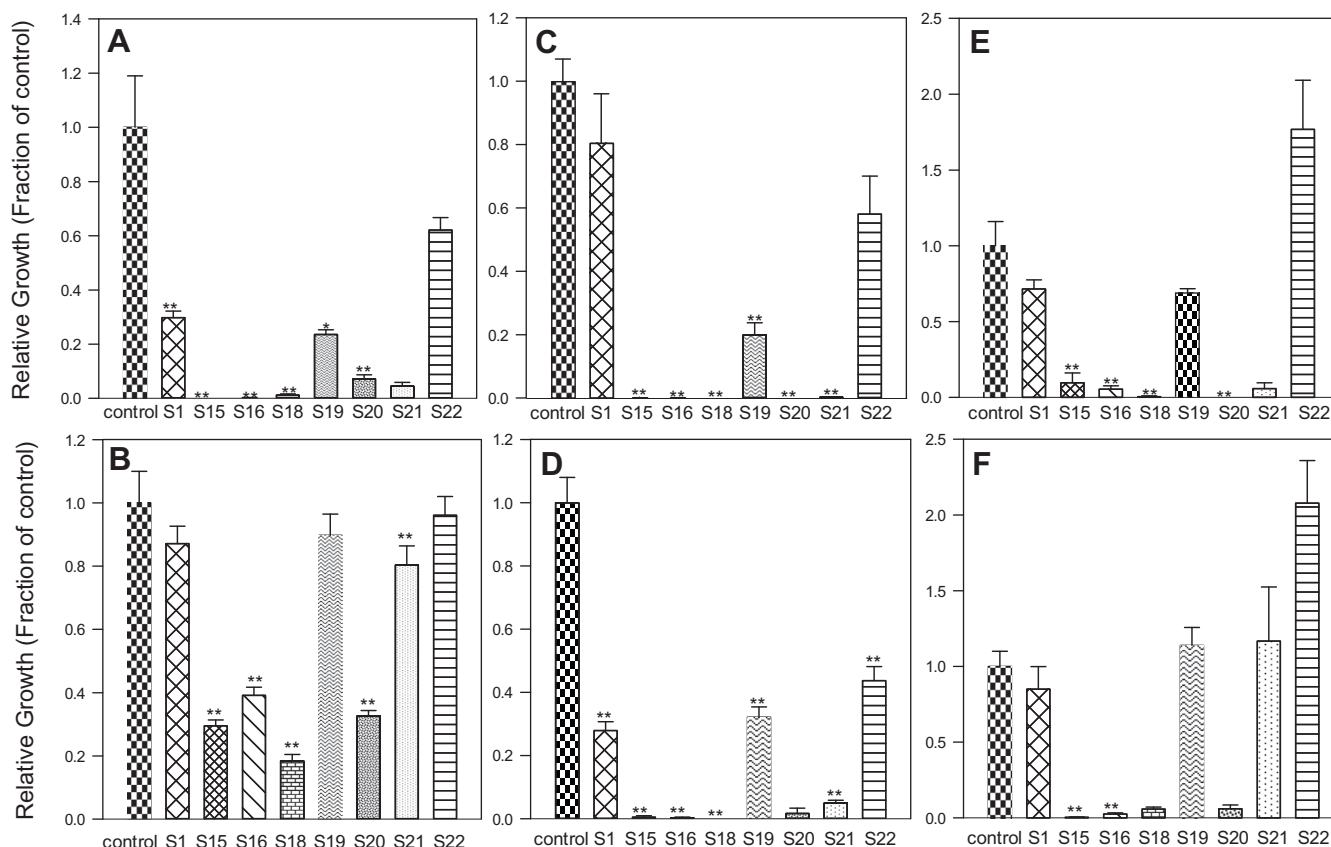 Relative Growth (Fraction of control)
A
1.4
1.2
1.0
0.8
0.6
0.4
0.2
0.0
** ** ** ** * **
control S1 S15 S16 S18 S19 S20 S21 S22
C
1.2
1.0
0.8
0.6
0.4
0.2
0.0
** ** ** ** ** **
control S1 S15 S16 S18 S19 S20 S21 S22
E
2.5
2.0
1.5
1.0
0.5
0.0
** ** ** **
control S1 S15 S16 S18 S19 S20 S21 S22
Relative Growth (Fraction of control)
B
1.2
1.0
0.8
0.6
0.4
0.2
0.0
** ** ** ** **
control S1 S15 S16 S18 S19 S20 S21 S22
D
1.2
1.0
0.8
0.6
0.4
0.2
0.0
** ** ** ** ** ** **
control S1 S15 S16 S18 S19 S20 S21 S22
F
2.5
2.0
1.5
1.0
0.5
0.0
** **
control S1 S15 S16 S18 S19 S20 S21 S22